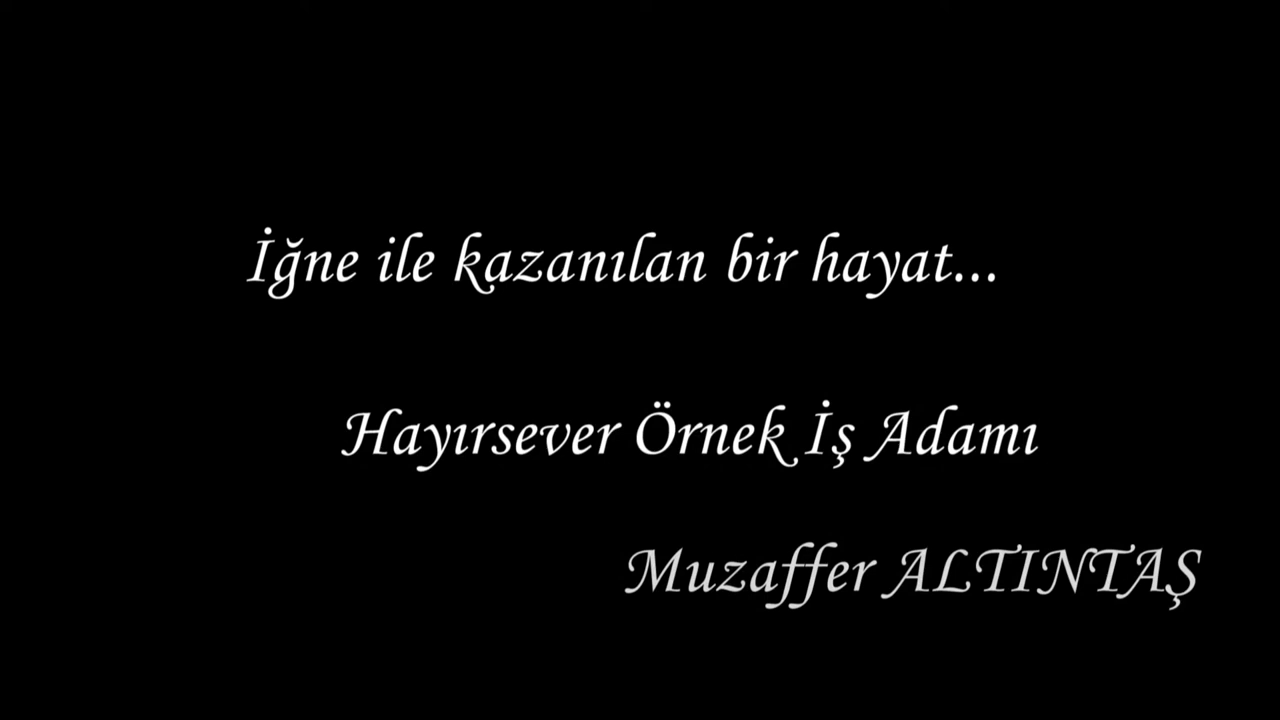 İğne ile kazanılan bir hayat...
Hayırsever Örnek İş Adamı
Muzaffer ALTINTAŞ